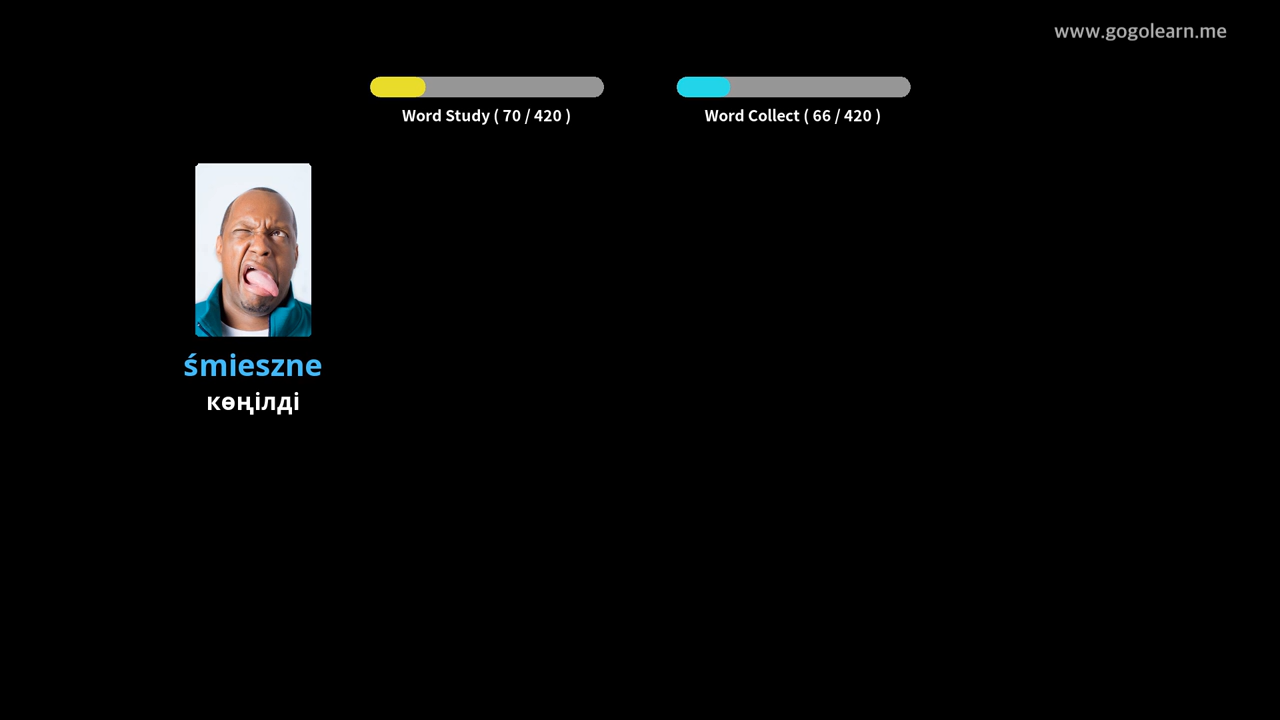 www.gogolearn.me
Word Study ( 70 / 420 )
Word Collect ( 66 / 420 )
śmieszne
көңілді